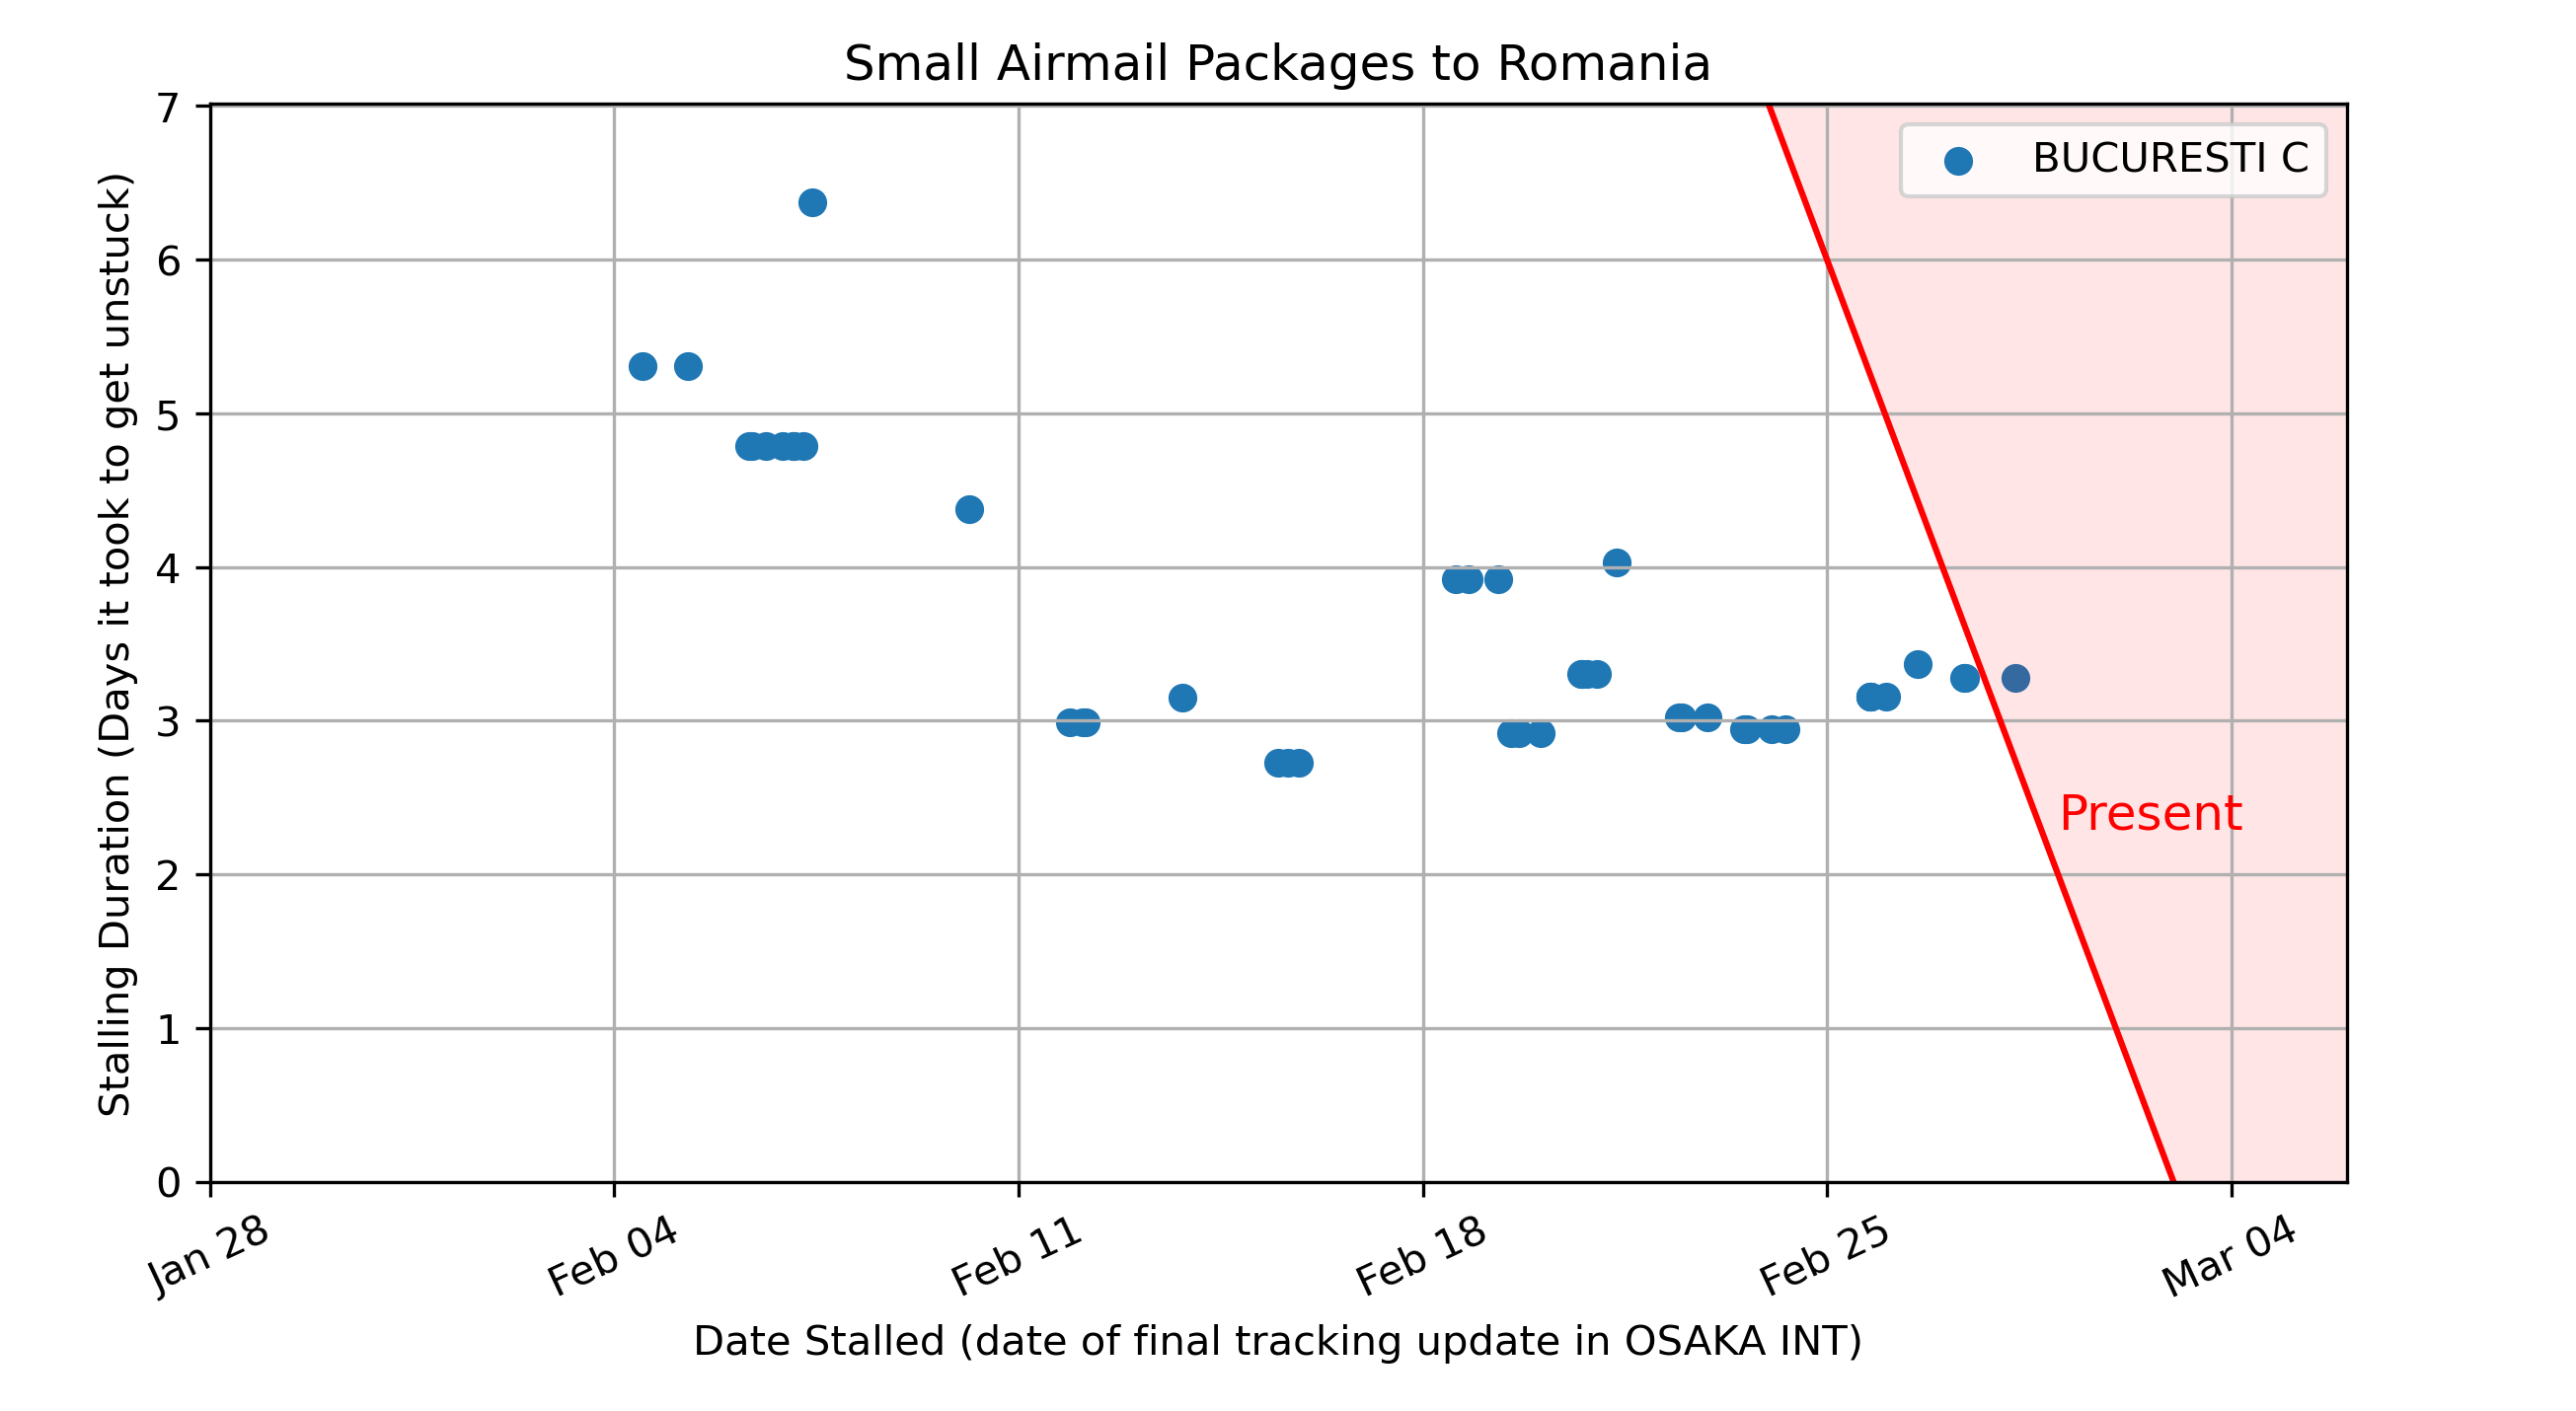 Small Airmail Packages to Romania
Stalling Duration (Days it took to get unstuck)
7
6
5
4
3
2
1
0
BUCURESTI C
Present
Jan 28
Feb 04
Feb 11
Feb 18
Feb 25
Mar 04
Date Stalled (date of final tracking update in OSAKA INT)